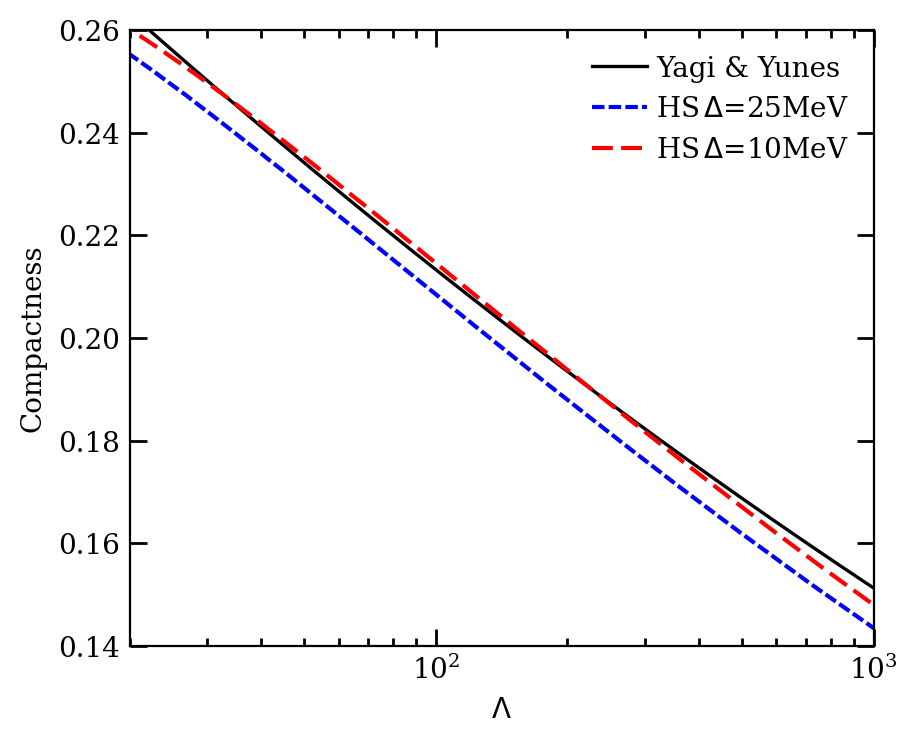 0.26
0.24
0.22
0.20
0.18
0.16
0.14
Compactness
Yagi & Yunes
HS Δ=25MeV
HS Δ=10MeV
10²
10³
Λ